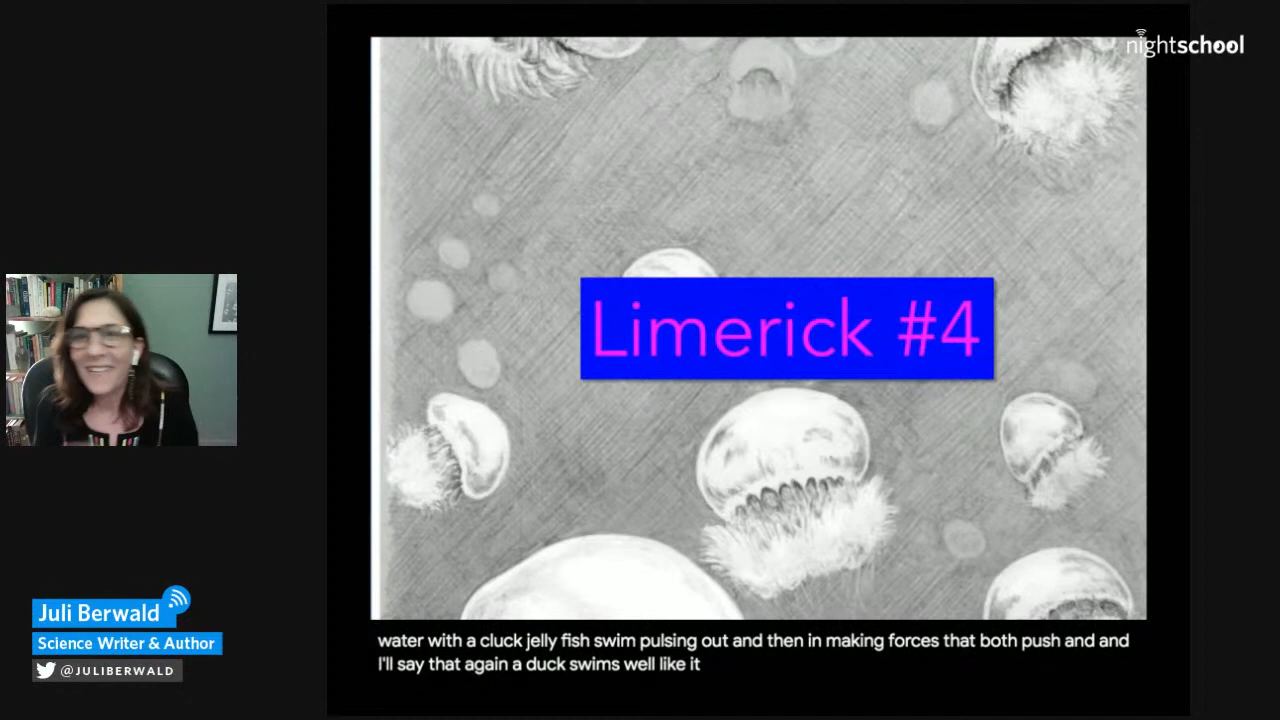 nightschool
Limerick #4
Juli Berwald
Science Writer & Author
@JULIBERWALD
water with a cluck jelly fish swim pulsing out and then in making forces that both push and and
I'll say that again a duck swims well like it